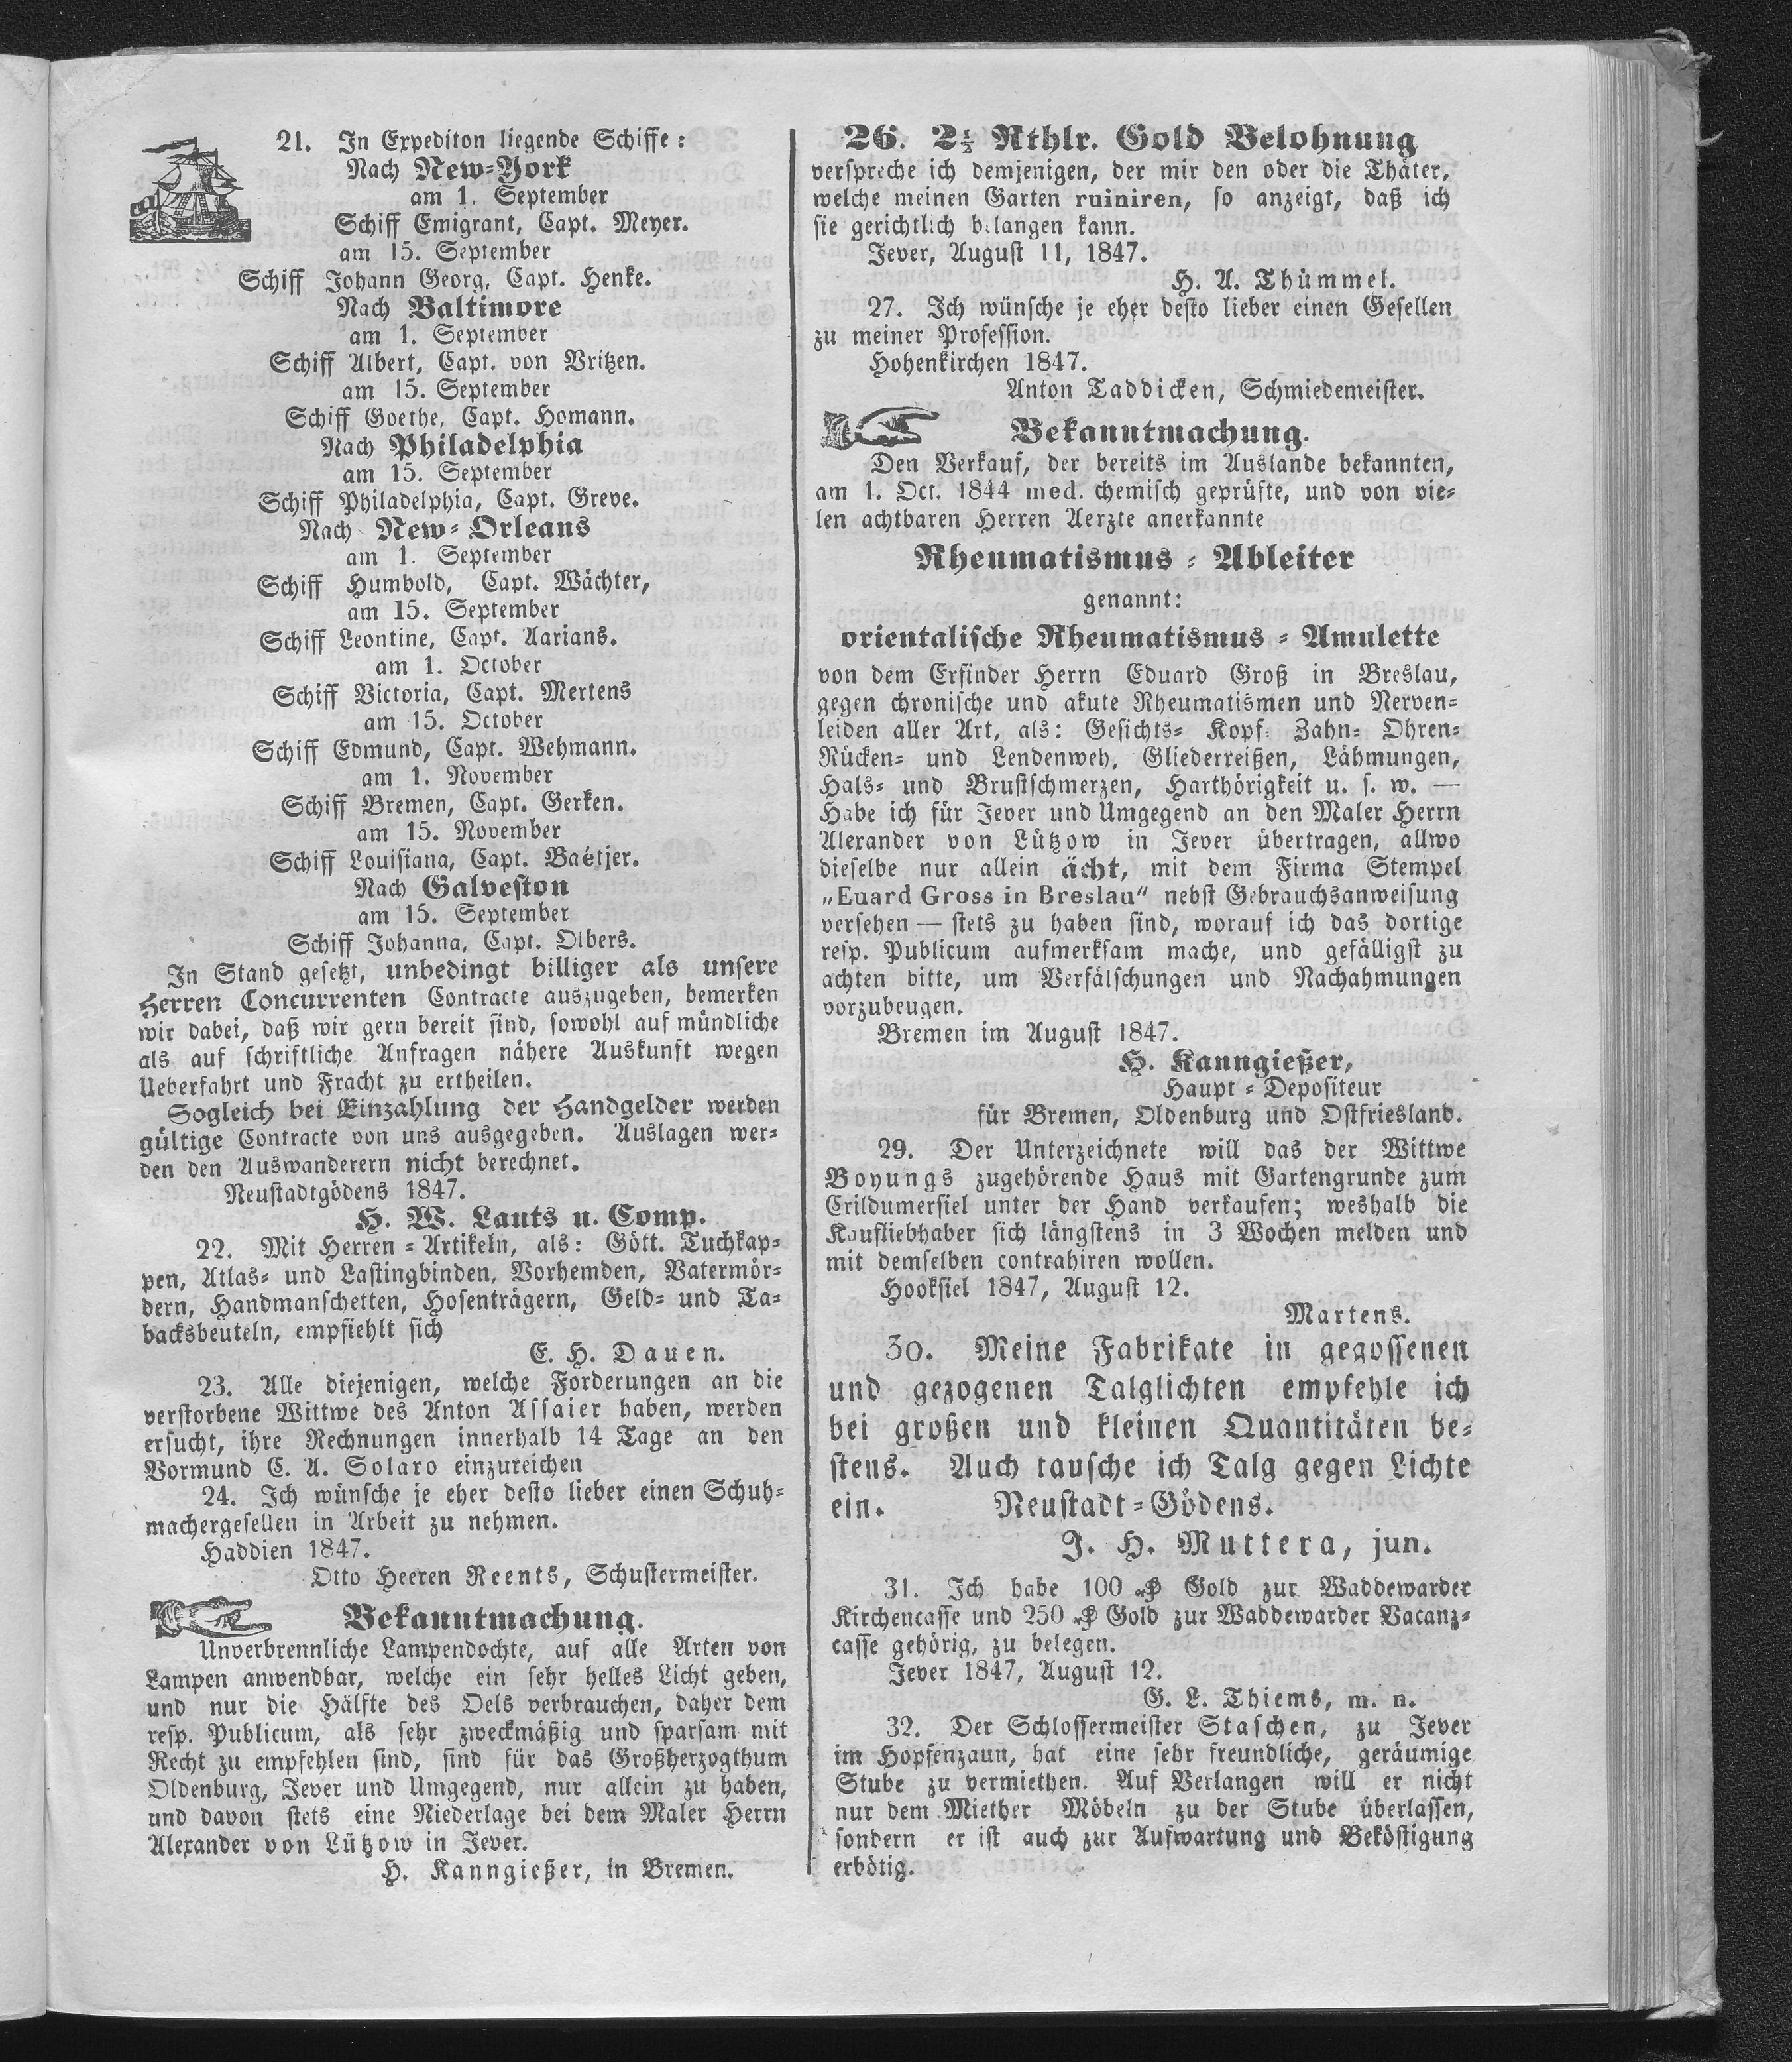 21. In Expediton liegende Schiffe:
Nach New-York
am 1. September
Schiff Emigrant, Capt. Meyer.
am 15. September
Schiff Johann Georg, Capt. Henke.
Nach Baltimore
am 1. September
Schiff Albert, Capt. von Vritzen.
am 15. September
Schiff Goethe, Capt. Homann.
Nach Philadelphia
am 15. September
Schiff Philadelphia, Capt. Greve.
Nach New-Orleans
am 1. September
Schiff Humbold, Capt. Wächter,
am 15. September
Schiff Leontine, Capt. Aarians.
am 1. October
Schiff Victoria, Capt. Mertens
am 15. October
Schiff Edmund, Capt. Wehmann.
am 1. November
Schiff Bremen, Capt. Gerken.
am 15. November
Schiff Louisiana, Capt. Baétjer.
Nach Galveston
am 15. September
Schiff Johanna, Capt. Olbers.
In Stand gesetzt, unbedingt billiger als unsere
Herren Concurrenten Contracte auszugeben, bemerken
wir dabei, daß wir gern bereit sind, sowohl auf mündliche
als auf schriftliche Anfragen nähere Auskunft wegen
Ueberfahrt und Fracht zu ertheilen.
Sogleich bei Einzahlung der Handgelder werden
gültige Contracte von uns ausgegeben. Auslagen wer-
den den Auswanderern nicht berechnet.
Neustadtgödens 1847.
H. W. Lauts u. Comp.
22. Mit Herren-Artikeln, als: Gött. Tuchkap-
pen, Atlas- und Lastingbinden, Vorhemden, Vatermör-
dern, Handmanschetten, Hosenträgern, Geld- und Ta-
backsbeuteln, empfiehlt sich
E. H. Dauen.
23. Alle diejenigen, welche Forderungen an die
verstorbene Wittwe des Anton Assaier haben, werden
ersucht, ihre Rechnungen innerhalb 14 Tage an den
Vormund C. A. Solaro einzureichen
24. Ich wünsche je eher desto lieber einen Schuh-
machergesellen in Arbeit zu nehmen.
Haddien 1847.
Otto Heeren Reents, Schustermeister.
Bekanntmachung.
Unverbrennliche Lampendochte, auf alle Arten von
Lampen anwendbar, welche ein sehr helles Licht geben,
und nur die Hälfte des Oels verbrauchen, daher dem
resp. Publicum, als sehr zweckmäßig und sparsam mit
Recht zu empfehlen sind, sind für das Großherzogthum
Oldenburg, Jever und Umgegend, nur allein zu haben,
und davon stets eine Niederlage bei dem Maler Herrn
Alexander von Lützow in Jever.
H. Kanngießer, in Bremen.
26. 2½ Rthlr. Gold Belohnung
verspreche ich demjenigen, der mir den oder die Thäter,
welche meinen Garten ruiniren, so anzeigt, daß ich
sie gerichtlich belangen kann.
Jever, August 11, 1847.
H. A. Thümmel.
27. Ich wünsche je eher desto lieber einen Gesellen
zu meiner Profession.
Hohenkirchen 1847.
Anton Taddicken, Schmiedemeister.
Bekanntmachung.
Den Verkauf, der bereits im Auslande bekannten,
am 1. Oct. 1844 med. chemisch geprüfte, und von vie-
len achtbaren Herren Aerzte anerkannte
Rheumatismus-Ableiter
genannt:
orientalische Rheumatismus-Amulette
von dem Erfinder Herrn Eduard Groß in Breslau,
gegen chronische und akute Rheumatismen und Nerven-
leiden aller Art, als: Gesichts- Kopf- Zahn- Ohren-
Rücken- und Lendenweh, Gliederreißen, Lähmungen,
Hals- und Brustschmerzen, Harthörigkeit u. s. w. —
Habe ich für Jever und Umgegend an den Maler Herrn
Alexander von Lützow in Jever übertragen, allwo
dieselbe nur allein ächt, mit dem Firma Stempel
„Euard Gross in Breslau“ nebst Gebrauchsanweisung
versehen — stets zu haben sind, worauf ich das dortige
resp. Publicum aufmerksam mache, und gefälligst zu
achten bitte, um Verfälschungen und Nachahmungen
vorzubeugen.
Bremen im August 1847.
H. Kanngießer,
Haupt-Depositeur
für Bremen, Oldenburg und Ostfriesland.
29. Der Unterzeichnete will das der Wittwe
Boyungs zugehörende Haus mit Gartengrunde zum
Crildumersiel unter der Hand verkaufen; weshalb die
Kaufliebhaber sich längstens in 3 Wochen melden und
mit demselben contrahiren wollen.
Hooksiel 1847, August 12.
Martens.
30. Meine Fabrikate in gegossenen
und gezogenen Talglichten empfehle ich
bei großen und kleinen Quantitäten be-
stens. Auch tausche ich Talg gegen Lichte
ein. Neustadt-Gödens.
J. H. Muttera, jun.
31. Ich habe 100 ₰ Gold zur Waddewarder
Kirchencasse und 250 ₰ Gold zur Waddewarder Vacanz-
casse gehörig, zu belegen.
Jever 1847, August 12.
G. L. Thiems, m. n.
32. Der Schlossermeister Staschen, zu Jever
im Hopfenzaun, hat eine sehr freundliche, geräumige
Stube zu vermiethen. Auf Verlangen will er nicht
nur dem Miether Möbeln zu der Stube überlassen,
sondern er ist auch zur Aufwartung und Beköstigung
erbötig.